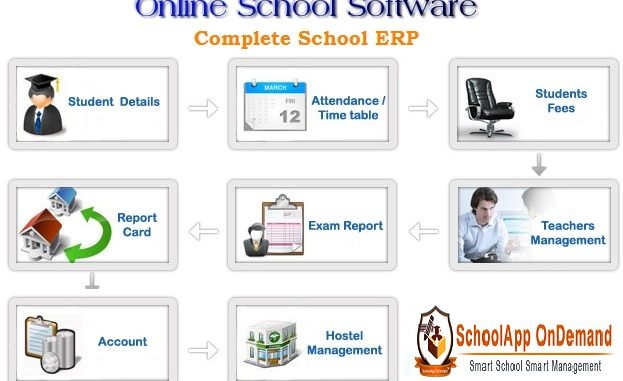 Online School Software
Complete School ERP
Student Details
MARCH
FRI
12
Attendance /
Time table
Students
Fees
Report
Card
Exam Report
Teachers
Management
Account
Hostel
Management
SchoolApp OnDemand
Smart School Smart Management